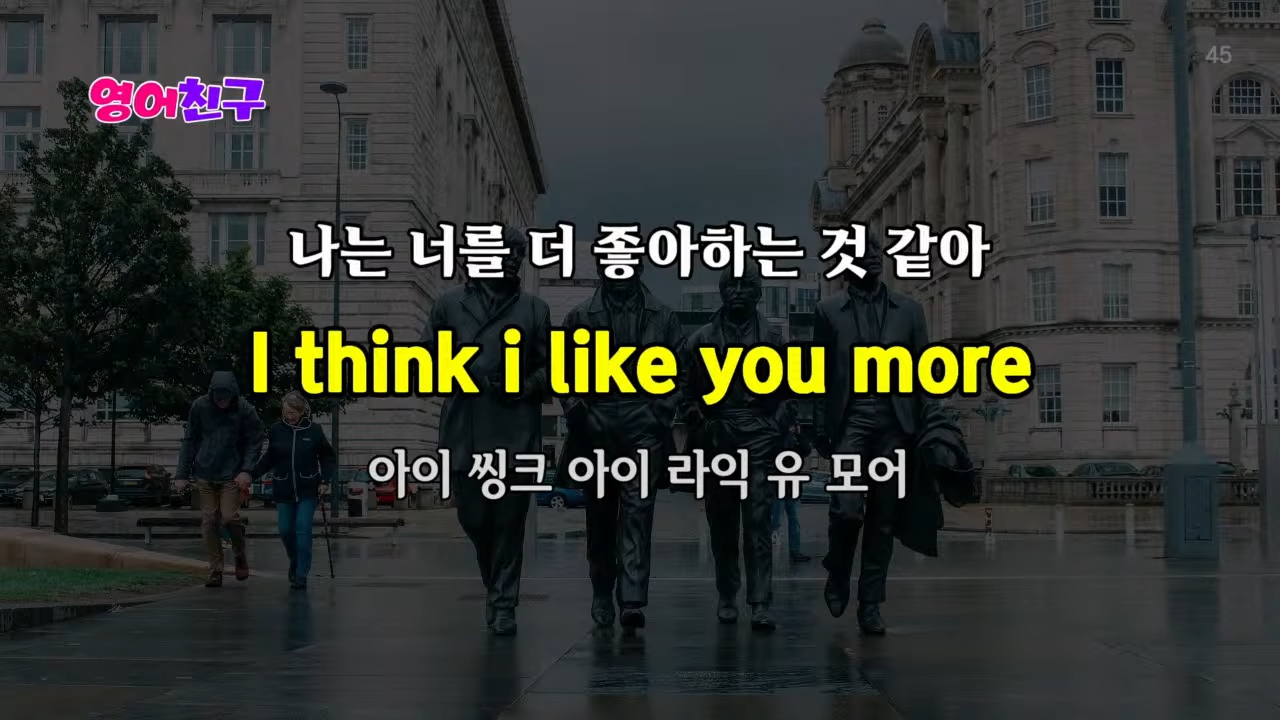 45
영어친구
나는 너를 더 좋아하는 것 같아
I think i like you more
아이 씽크 아이 라익 유 모어